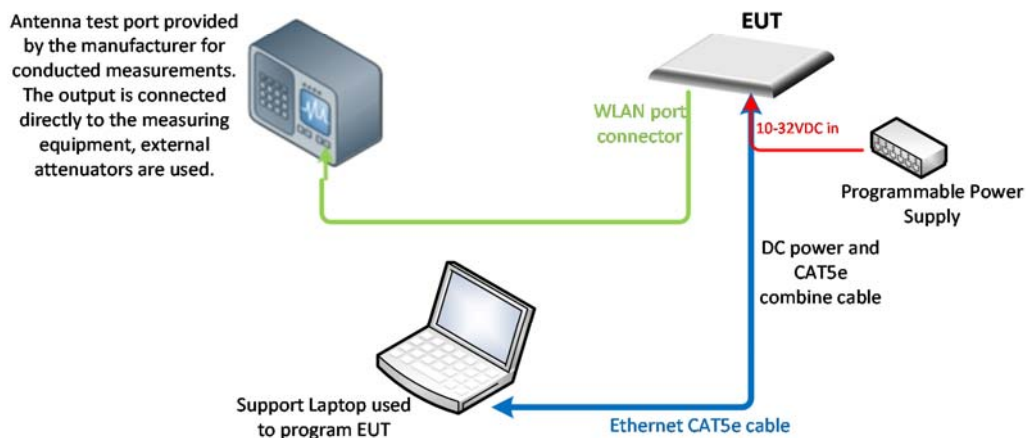 Antenna test port provided
by the manufacturer for
conducted measurements.
The output is connected
directly to the measuring
equipment, external
attenuators are used.
EUT
WLAN port
connector
10-32VDC in
Programmable Power
Supply
DC power and
CAT5e
combine cable
Support Laptop used
to program EUT
Ethernet CAT5e cable